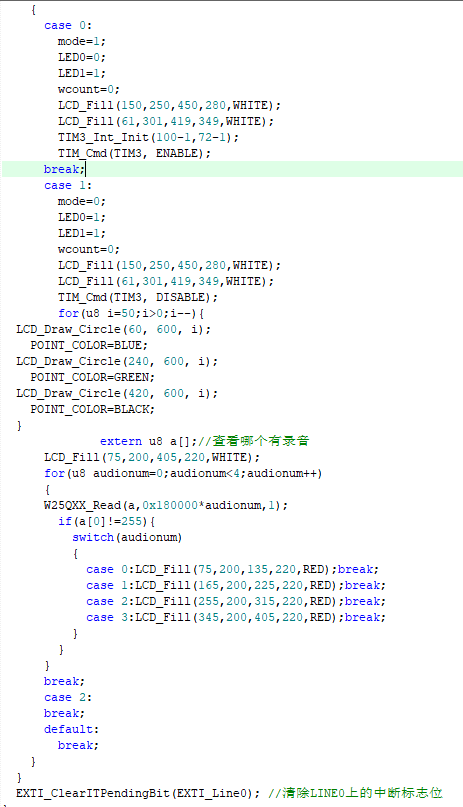 {
case 0:
mode=1;
LED0=0;
LED1=1;
wcount=0;
LCD_Fill(150,250,450,280,WHITE);
LCD_Fill(61,301,419,349,WHITE);
TIM3_Int_Init(100-1,72-1);
TIM_Cmd(TIM3, ENABLE);
break;
case 1:
mode=0;
LED0=1;
LED1=1;
wcount=0;
LCD_Fill(150,250,450,280,WHITE);
LCD_Fill(61,301,419,349,WHITE);
TIM_Cmd(TIM3, DISABLE);
for(u8 i=50;i>0;i--){
LCD_Draw_Circle(60, 600, i);
POINT_COLOR=BLUE;
LCD_Draw_Circle(240, 600, i);
POINT_COLOR=GREEN;
LCD_Draw_Circle(420, 600, i);
POINT_COLOR=BLACK;
}
extern u8 a[];//查看哪个有录音
LCD_Fill(75,200,405,220,WHITE);
for(u8 audionum=0;audionum<4;audionum++)
{
W25QXX_Read(a,0x180000*audionum,1);
if(a[0]!=255){
switch(audionum)
{
case 0:LCD_Fill(75,200,135,220,RED);break;
case 1:LCD_Fill(165,200,225,220,RED);break;
case 2:LCD_Fill(255,200,315,220,RED);break;
case 3:LCD_Fill(345,200,405,220,RED);break;
}
}
}
break;
case 2:
break;
default:
break;
}
}
EXTI_ClearITPendingBit(EXTI_Line0); //清除LINE0上的中断标志位